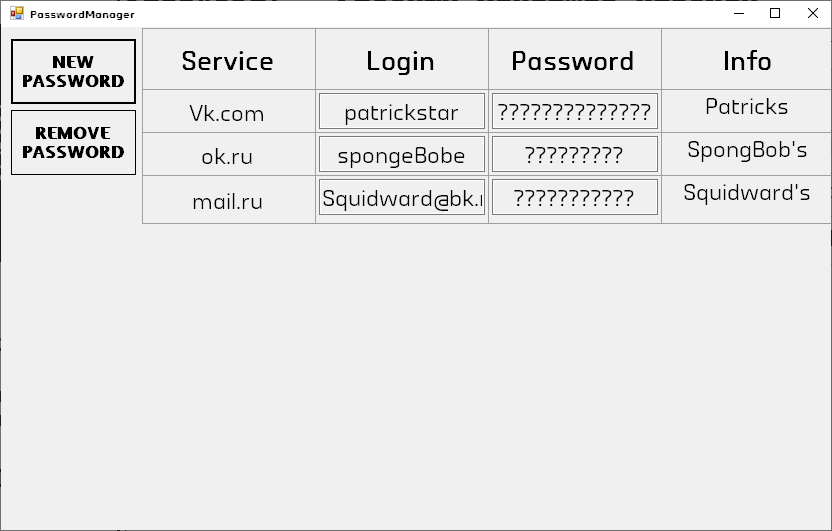 PasswordManager
NEW
PASSWORD
REMOVE
PASSWORD
Service Login Password Info
Vk.com patrickstar ?????????????? Patricks
ok.ru spongeBobe ????????? SpongBob's
mail.ru Squidward@bk.r ??????????? Squidward's